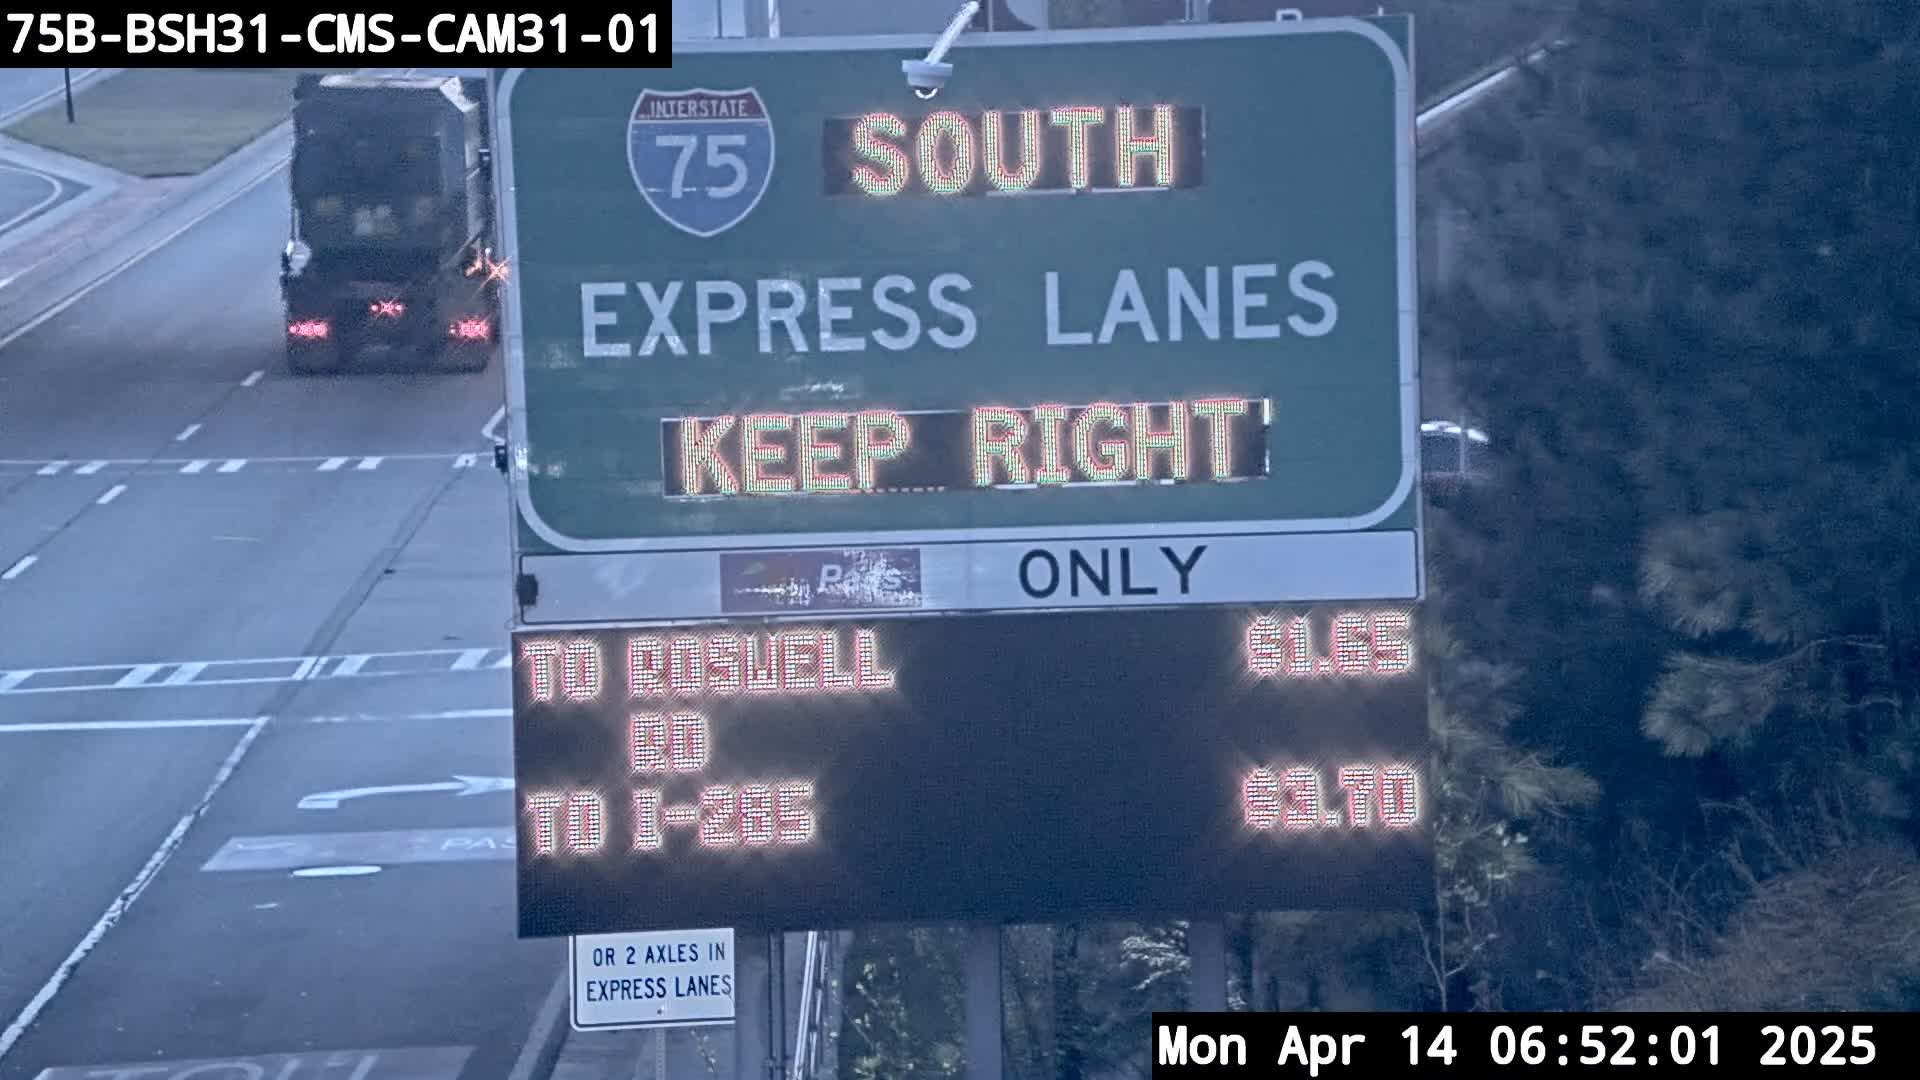 75B-BSH31-CMS-CAM31-01
INTERSTATE
75
SOUTH
EXPRESS LANES
KEEP RIGHT
ONLY
TO ROSWELL $1.65
RD
TO I-285 $3.70
OR 2 AXLES IN
EXPRESS LANES
Mon Apr 14 06:52:01 2025